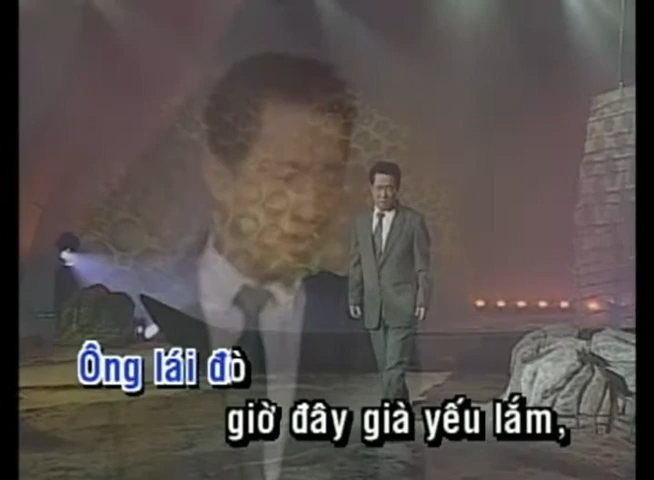 Ông lái đò
giờ đây già yếu lắm,